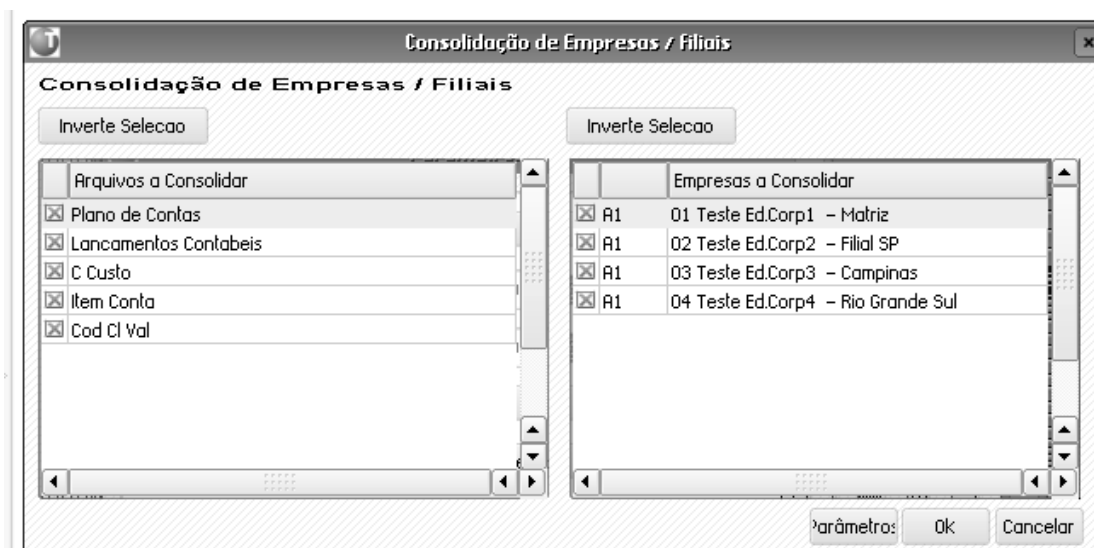 Consolidação de Empresas / Filiais
Consolidação de Empresas / Filiais
Inverte Selecao
Inverte Selecao
Arquivos a Consolidar
Plano de Contas
Lancamentos Contabeis
C Custo
Item Conta
Cod Cl Val
Empresas a Consolidar
A1 01 Teste Ed.Corp1 - Matriz
A1 02 Teste Ed.Corp2 - Filial SP
A1 03 Teste Ed.Corp3 - Campinas
A1 04 Teste Ed.Corp4 - Rio Grande Sul
Parâmetros Ok Cancelar